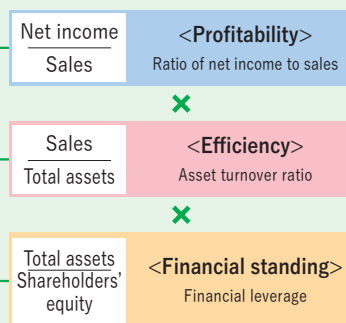 Net income
Sales
<Profitability>
Ratio of net income to sales
×
Sales
Total assets
<Efficiency>
Asset turnover ratio
×
Total assets
Shareholders'
equity
<Financial standing>
Financial leverage